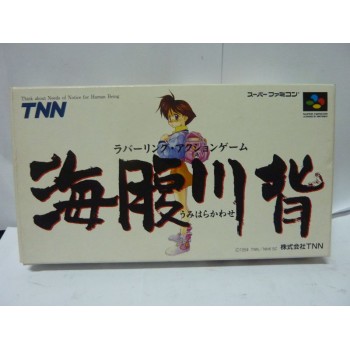 Think about Needs of Nature for Human Being
TNN
スーパーファミコン
ラバーリング・アクションゲーム
海腹川背
うみはらかわせ
株式会社TNN